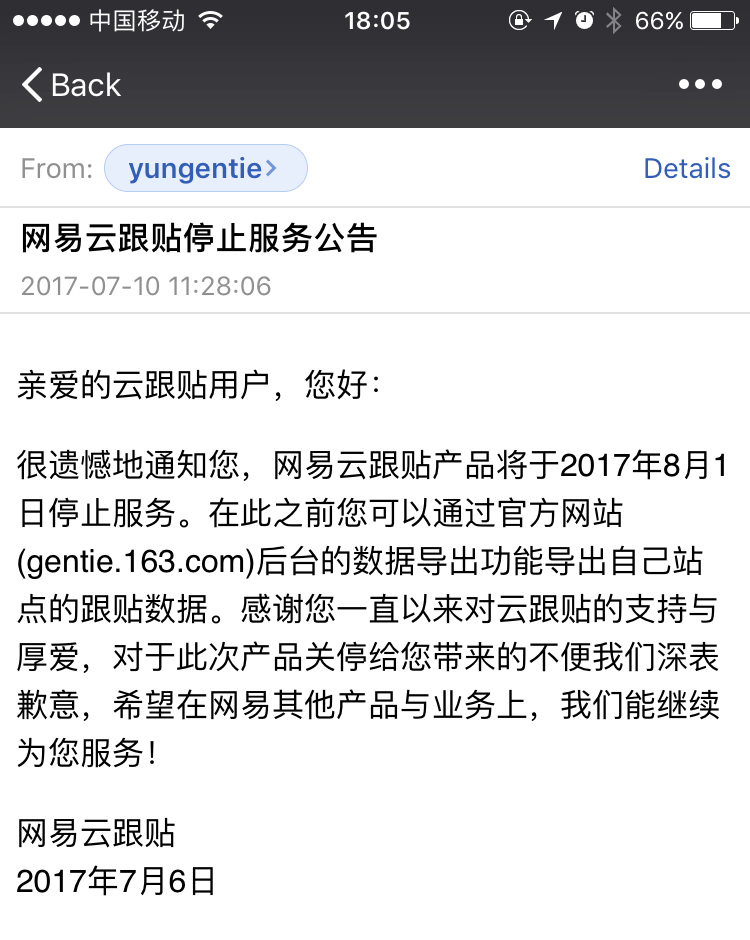 中国移动 18:05 66%
Back
From: yungentie Details
网易云跟贴停止服务公告
2017-07-10 11:28:06
亲爱的云跟贴用户，您好：
很遗憾地通知您，网易云跟贴产品将于2017年8月1
日停止服务。在此之前您可以通过官方网站
(gentie.163.com)后台的数据导出功能导出自己站
点的跟贴数据。感谢您一直以来对云跟贴的支持与
厚爱，对于此次产品关停给您带来的不便我们深表
歉意，希望在网易其他产品与业务上，我们能继续
为您服务！
网易云跟贴
2017年7月6日